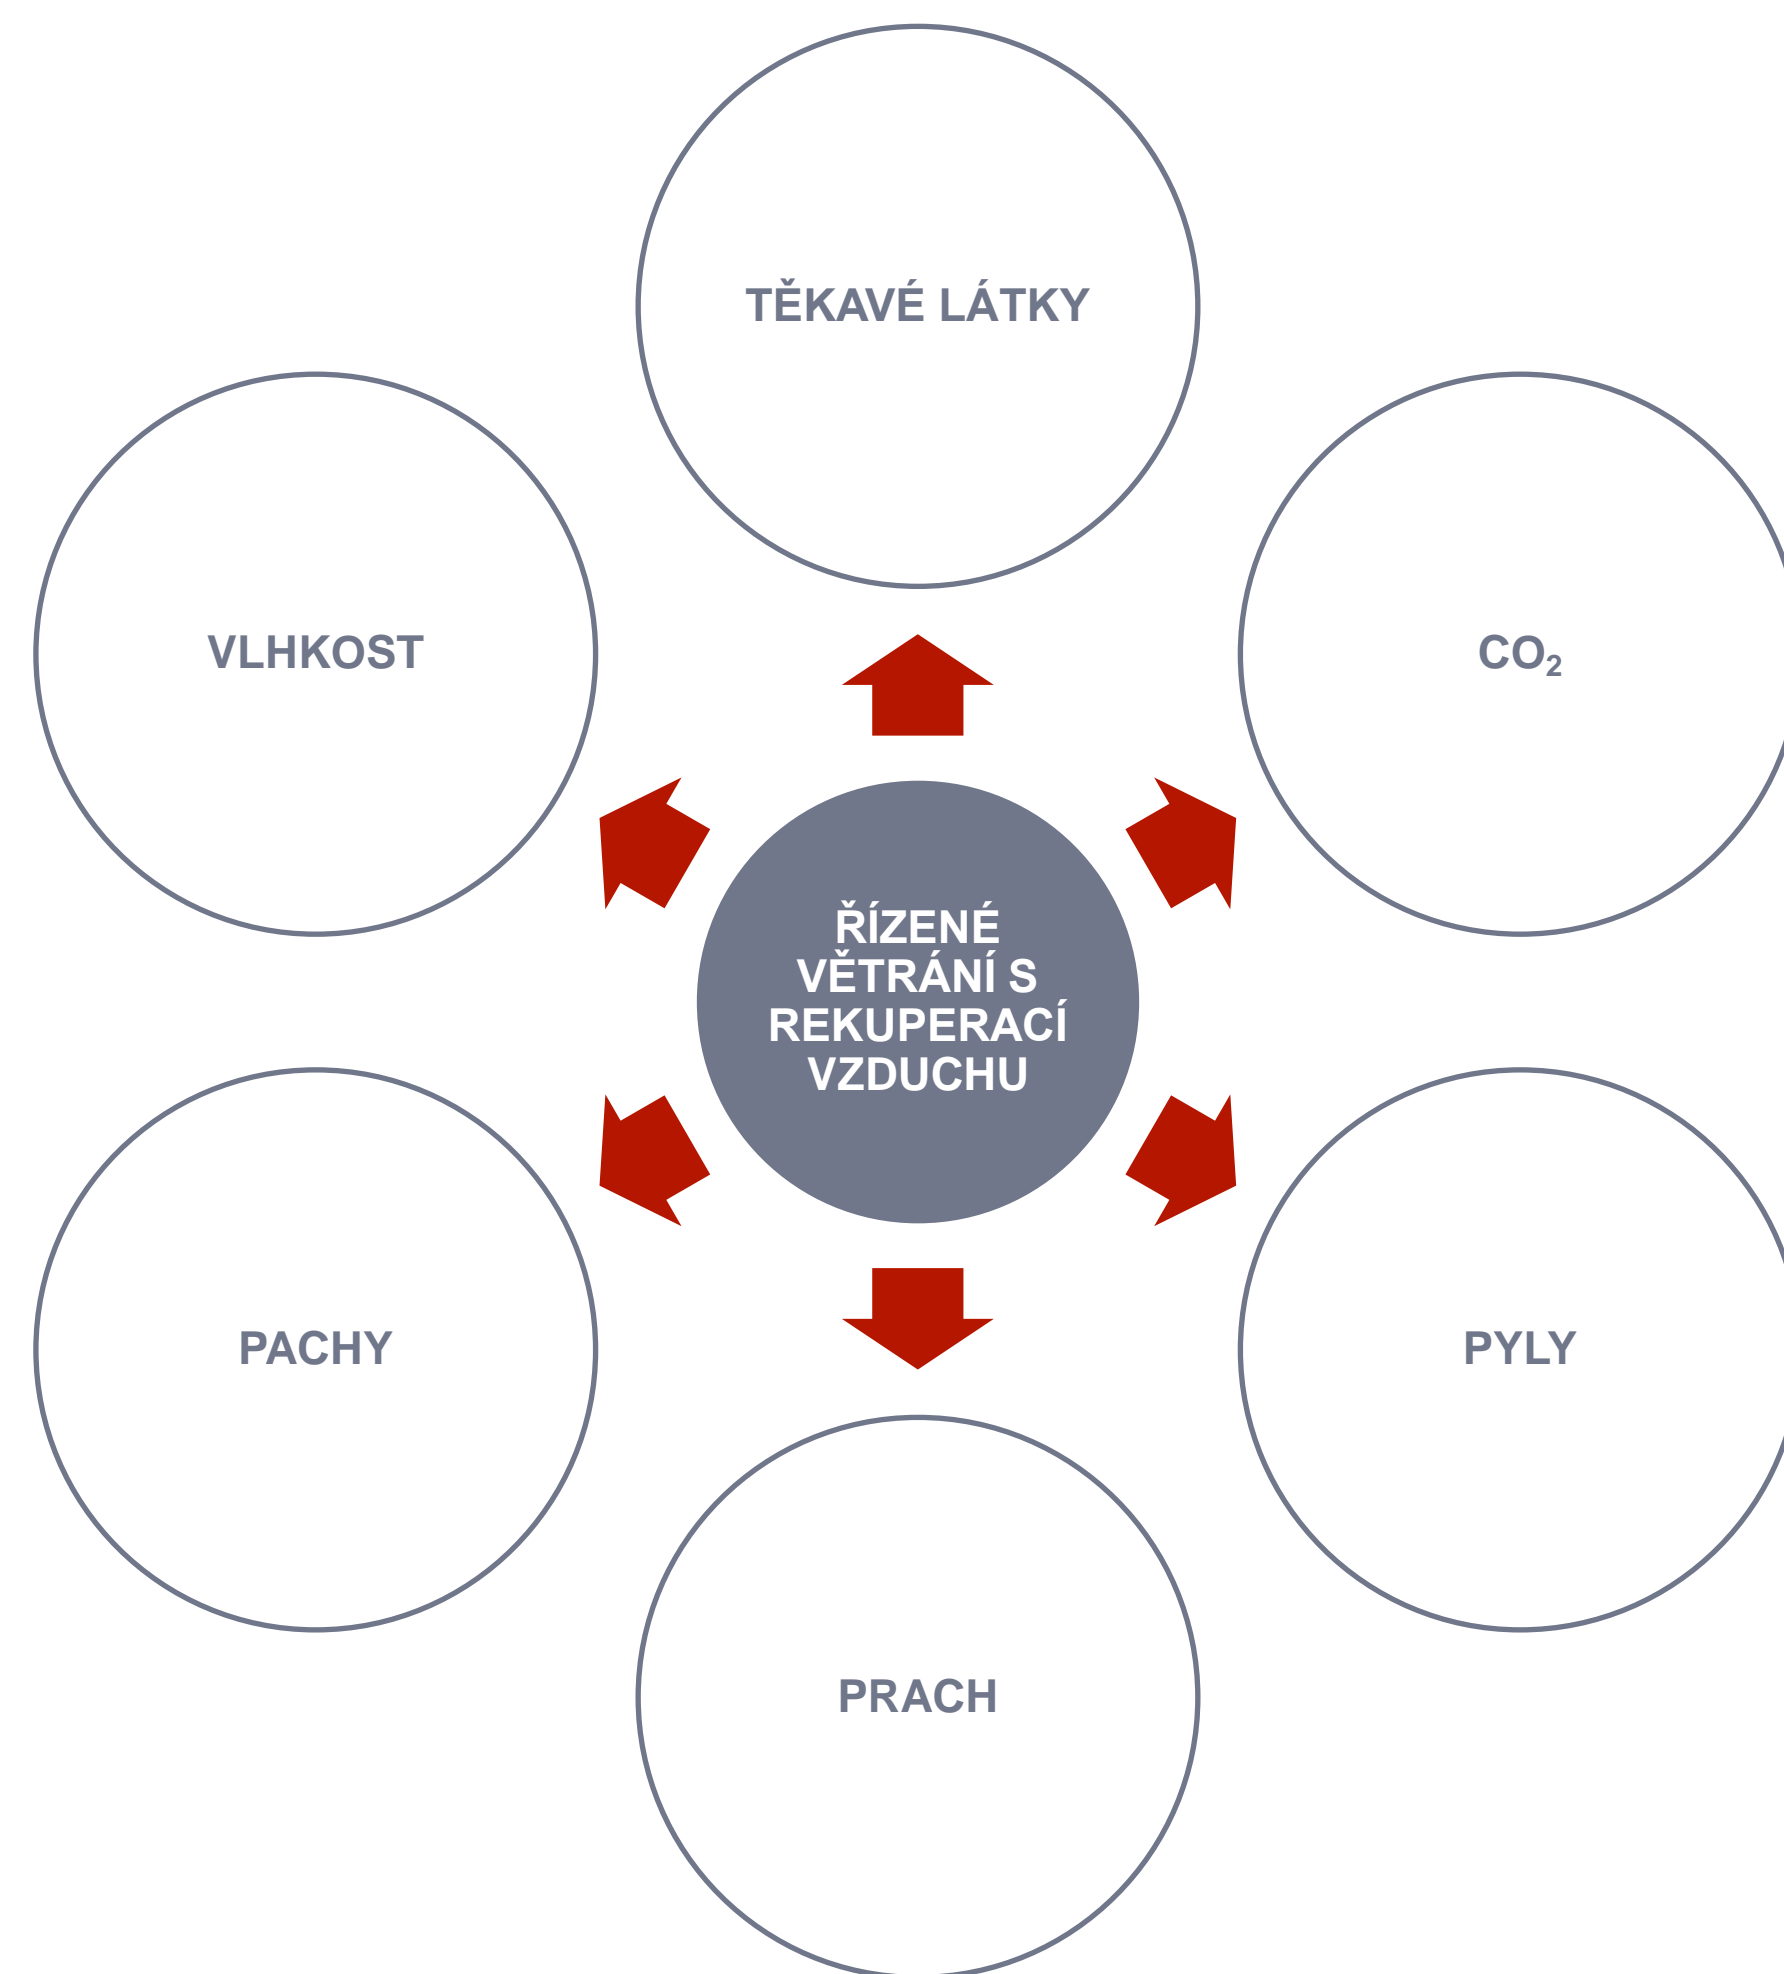 TĚKAVÉ LÁTKY
VLHKOST
CO₂
ŘÍZENÉ
VĚTRÁNÍ S
REKUPERACÍ
VZDUCHU
PACHY
PYLY
PRACH